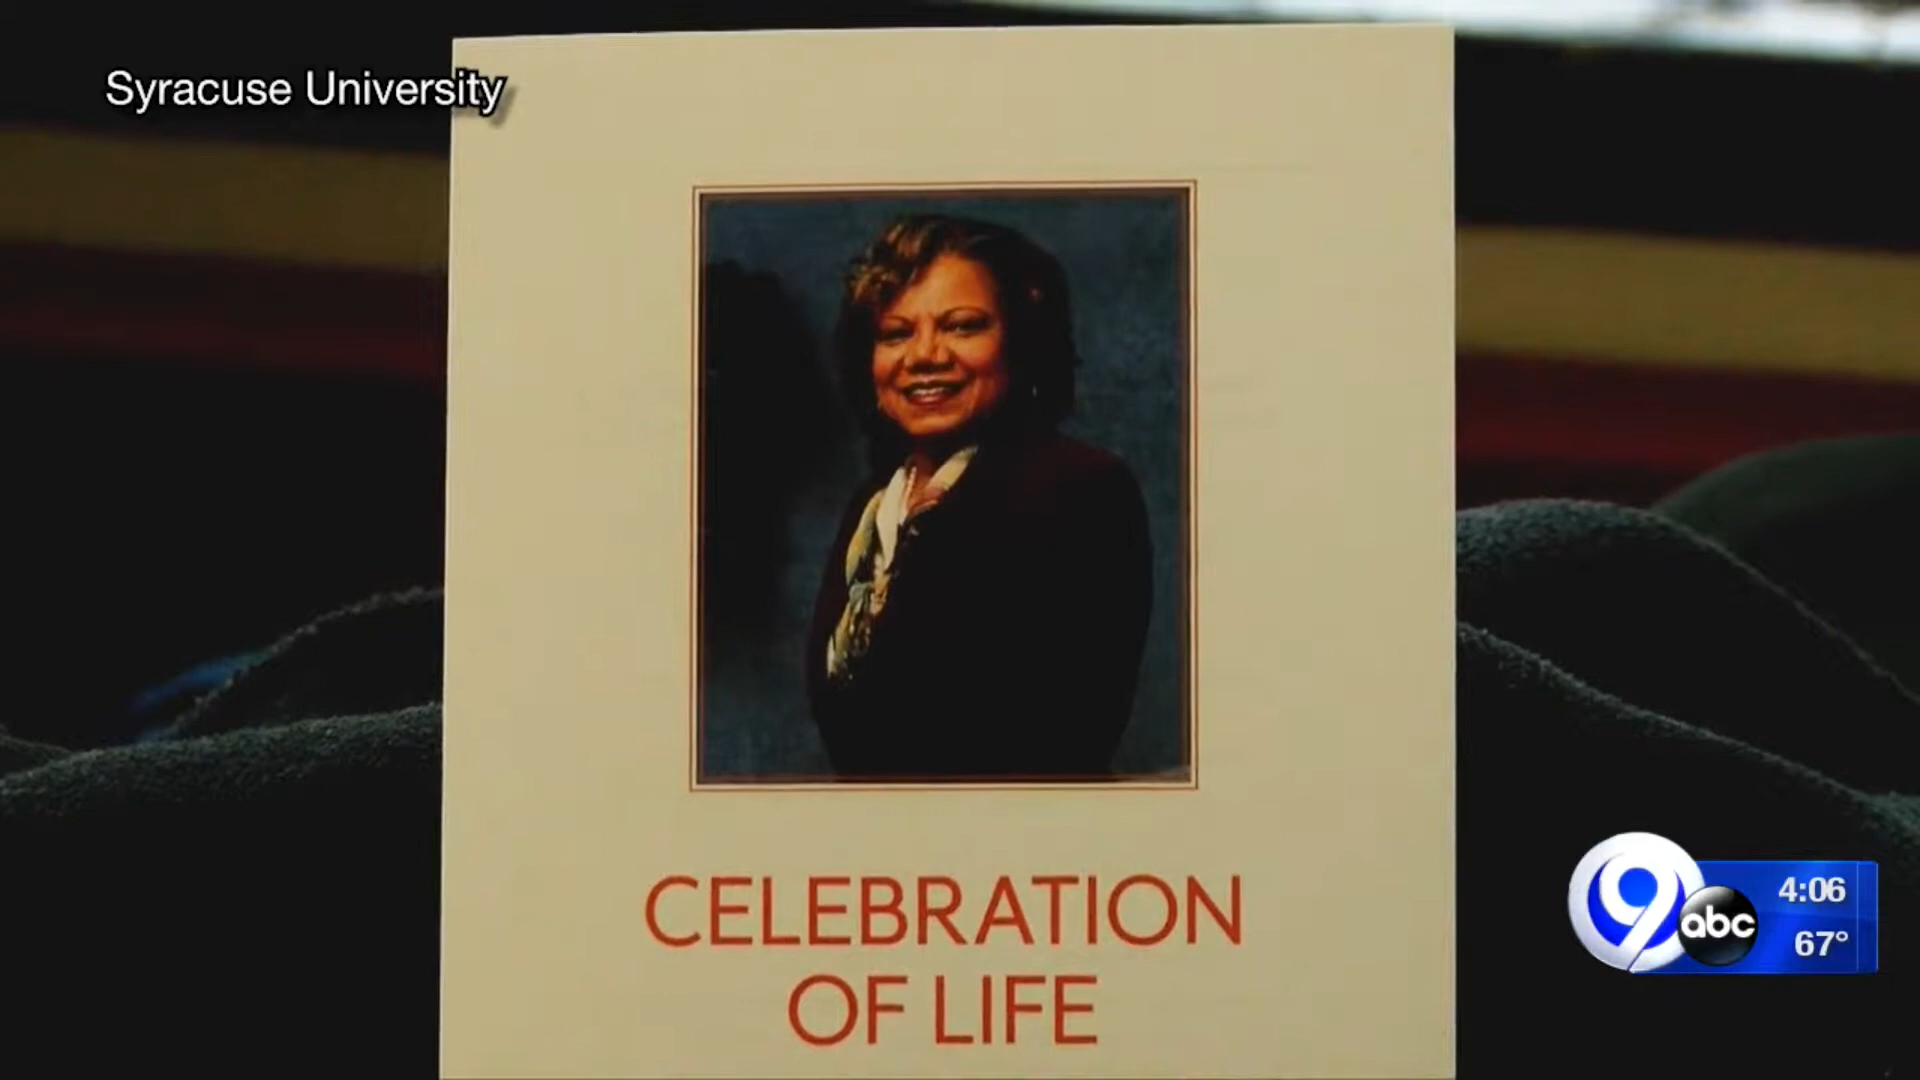 Syracuse University
CELEBRATION
OF LIFE
9
abc
4:06
67°